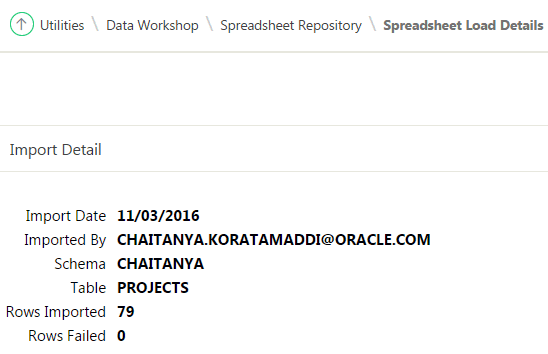 Utilities \ Data Workshop \ Spreadsheet Repository \ Spreadsheet Load Details
Import Detail
Import Date 11/03/2016
Imported By CHAITANYA.KORATAMADDI@ORACLE.COM
Schema CHAITANYA
Table PROJECTS
Rows Imported 79
Rows Failed 0